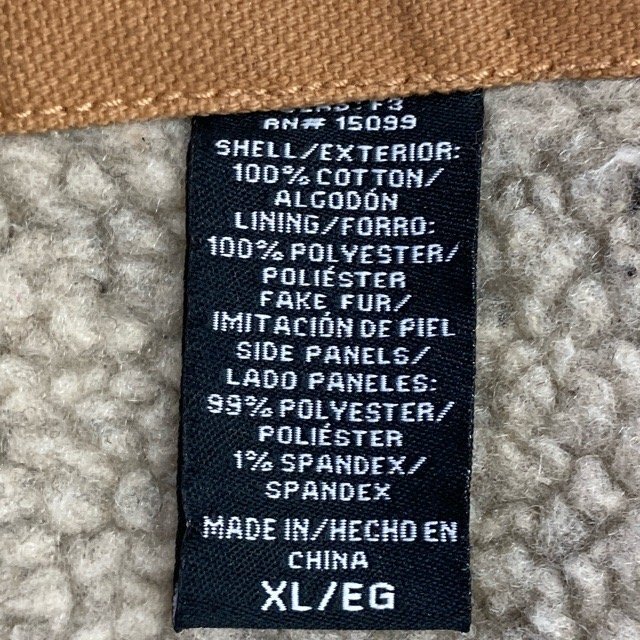 RN# 15099
SHELL/EXTERIOR:
100% COTTON/
ALGODÓN
LINING/FORRO:
100% POLYESTER/
POLIÉSTER
FAKE FUR/
IMITACIÓN DE PIEL
SIDE PANELS/
LADO PANELES:
99% POLYESTER/
POLIÉSTER
1% SPANDEX/
SPANDEX
MADE IN/HECHO EN
CHINA
XL/EG